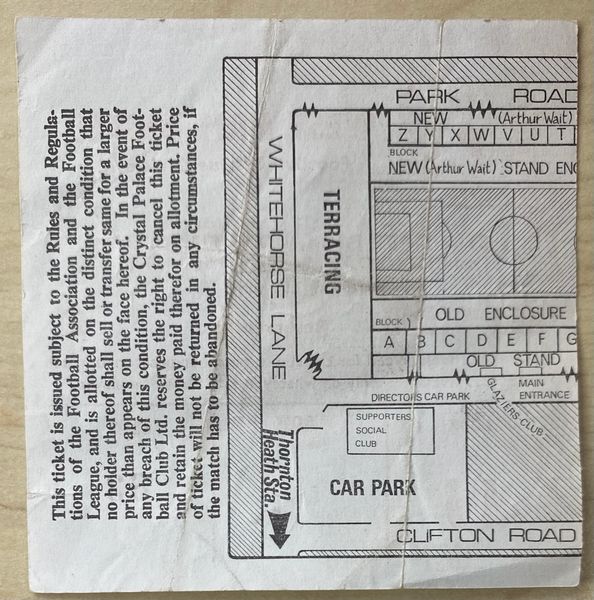 This ticket is issued subject to the Rules and Regula-
tions of the Football Association and the Football
League, and is allotted on the distinct condition that
no holder thereof shall sell or transfer same for a larger
price than appears on the face hereof. In the event of
any breach of this condition, the Crystal Palace Foot-
ball Club Ltd. reserves the right to cancel this ticket
and retain the money paid therefor on allotment. Price
of ticket will not be returned in any circumstances, if
the match has to be abandoned.
PARK ROAD
NEW (Arthur Wait)
Z Y X W V U T
BLOCK
NEW (Arthur Wait) STAND ENC
WHITEHORSE LANE
TERRACING
OLD ENCLOSURE
BLOCK
A B C D E F G
OLD STAND
MAIN
ENTRANCE
GLAZIERS CLUB
DIRECTORS CAR PARK
SUPPORTERS
SOCIAL
CLUB
Thornton
Heath Sta.
CAR PARK
CLIFTON ROAD